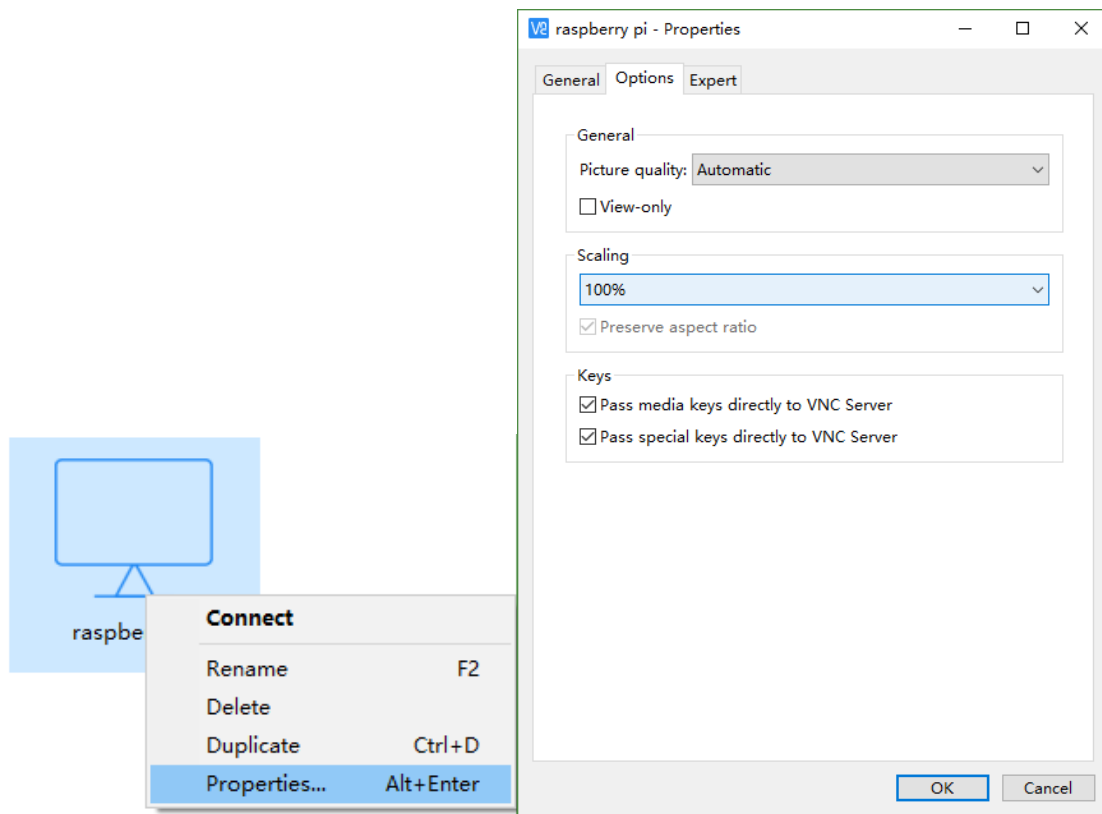 raspbe
Connect
Rename F2
Delete
Duplicate Ctrl+D
Properties... Alt+Enter
V2 raspberry pi - Properties
General Options Expert
General
Picture quality: Automatic
View-only
Scaling
100%
Preserve aspect ratio
Keys
Pass media keys directly to VNC Server
Pass special keys directly to VNC Server
OK Cancel